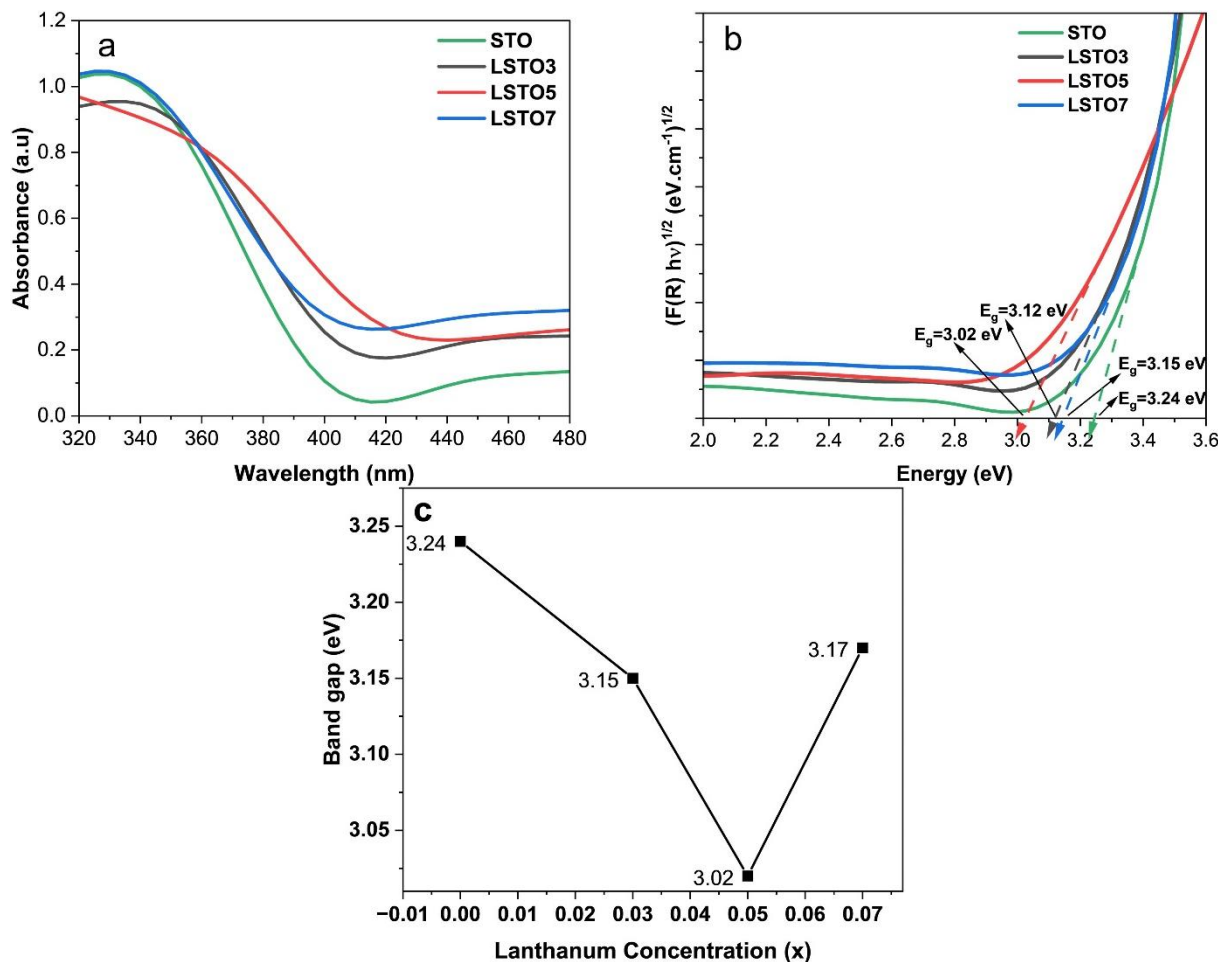 a
STO
LSTO3
LSTO5
LSTO7
Absorbance (a.u)
1.2
1.0
0.8
0.6
0.4
0.2
0.0
320 340 360 380 400 420 440 460 480
Wavelength (nm)
b
STO
LSTO3
LSTO5
LSTO7
(F(R) hν)1/2 (eV.cm-1)1/2
Eg=3.12 eV
Eg=3.02 eV
Eg=3.15 eV
Eg=3.24 eV
2.0 2.2 2.4 2.6 2.8 3.0 3.2 3.4 3.6
Energy (eV)
c
Band gap (eV)
3.25
3.20
3.15
3.10
3.05
3.24
3.15
3.17
3.02
−0.01 0.00 0.01 0.02 0.03 0.04 0.05 0.06 0.07
Lanthanum Concentration (x)